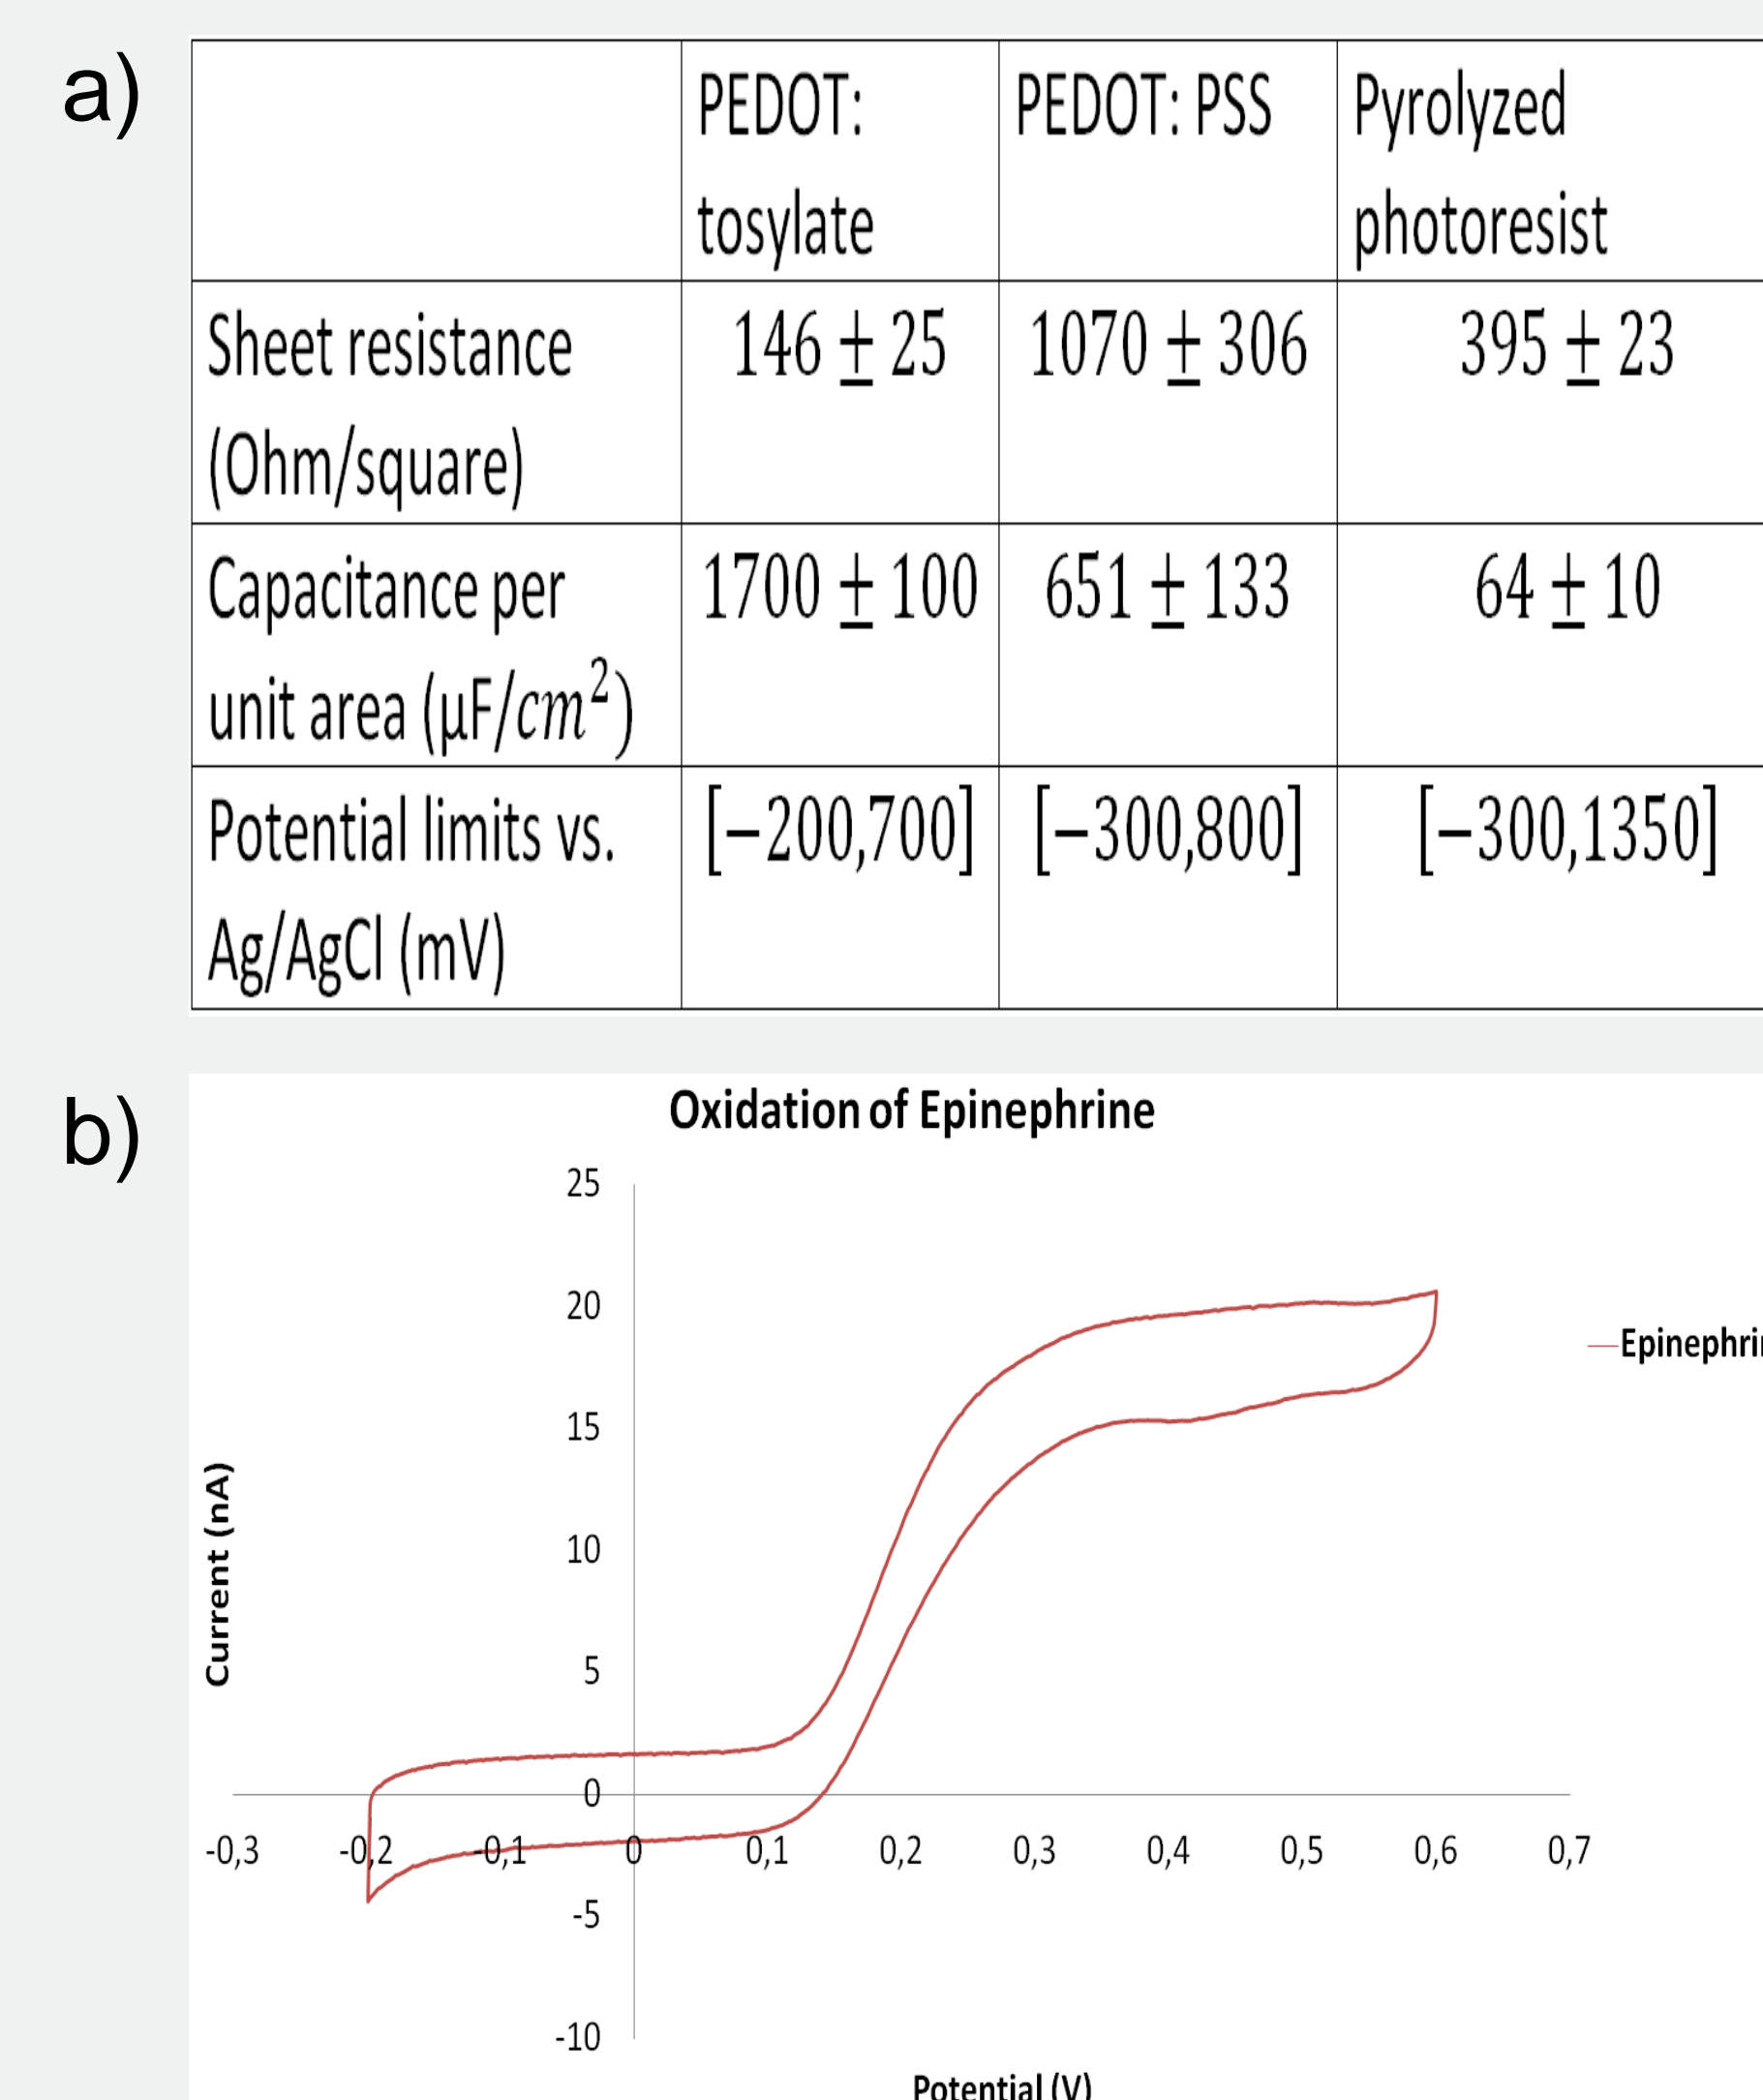 a)
PEDOT: tosylate
PEDOT: PSS
Pyrolyzed photoresist
Sheet resistance (Ohm/square)
146 ± 25
1070 ± 306
395 ± 23
Capacitance per unit area (µF/cm²)
1700 ± 100
651 ± 133
64 ± 10
Potential limits vs. Ag/AgCl (mV)
[−200,700]
[−300,800]
[−300,1350]
b)
Oxidation of Epinephrine
25
20
15
10
5
0
-5
-10
Current (nA)
-0,3 -0,2 -0,1 0 0,1 0,2 0,3 0,4 0,5 0,6 0,7
Potential (V)